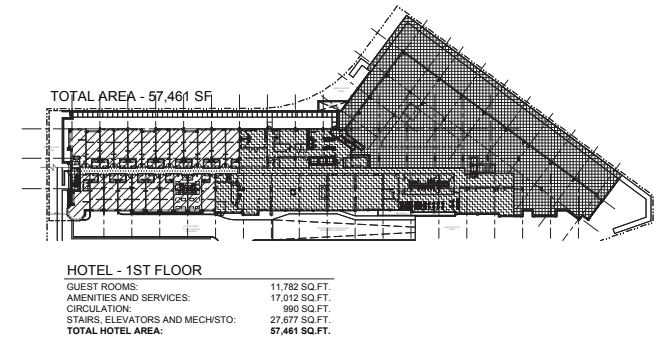 TOTAL AREA - 57,461 SF
HOTEL - 1ST FLOOR
GUEST ROOMS: 11,782 SQ.FT.
AMENITIES AND SERVICES: 17,012 SQ.FT.
CIRCULATION: 990 SQ.FT.
STAIRS, ELEVATORS AND MECH/STO: 27,677 SQ.FT.
TOTAL HOTEL AREA: 57,461 SQ.FT.